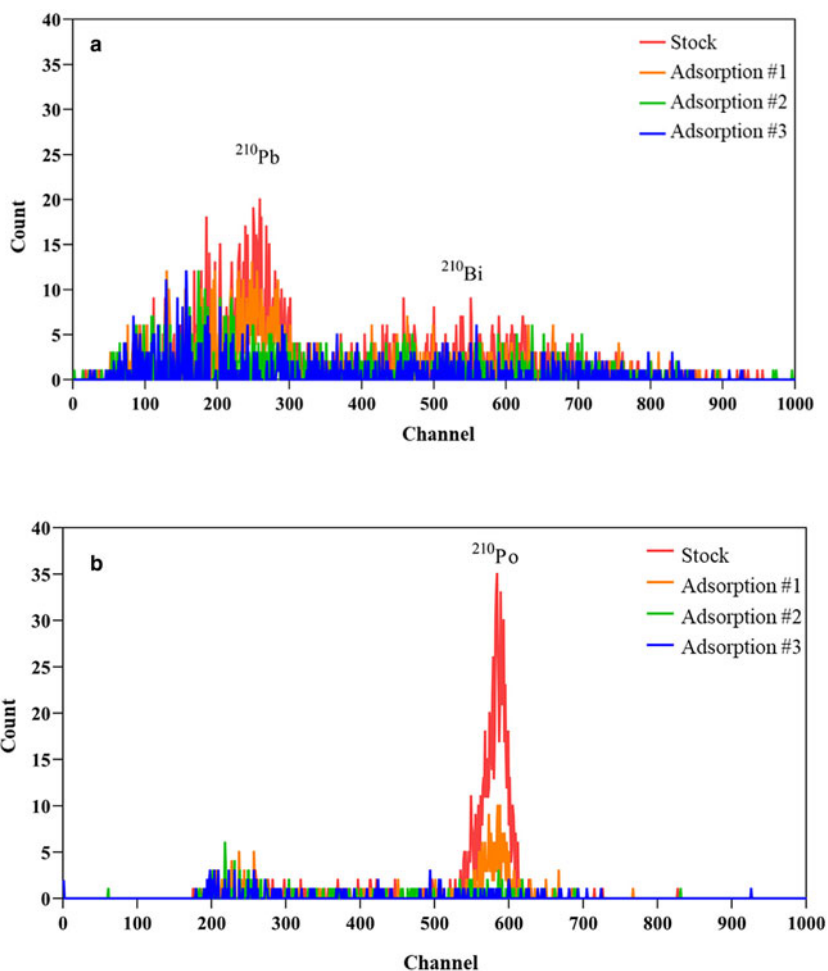 a
40
35
30
25
20
15
10
5
0
Count
Stock
Adsorption #1
Adsorption #2
Adsorption #3
²¹⁰Pb
²¹⁰Bi
0 100 200 300 400 500 600 700 800 900 1000
Channel
b
40
35
30
25
20
15
10
5
0
Count
²¹⁰Po
Stock
Adsorption #1
Adsorption #2
Adsorption #3
0 100 200 300 400 500 600 700 800 900 1000
Channel